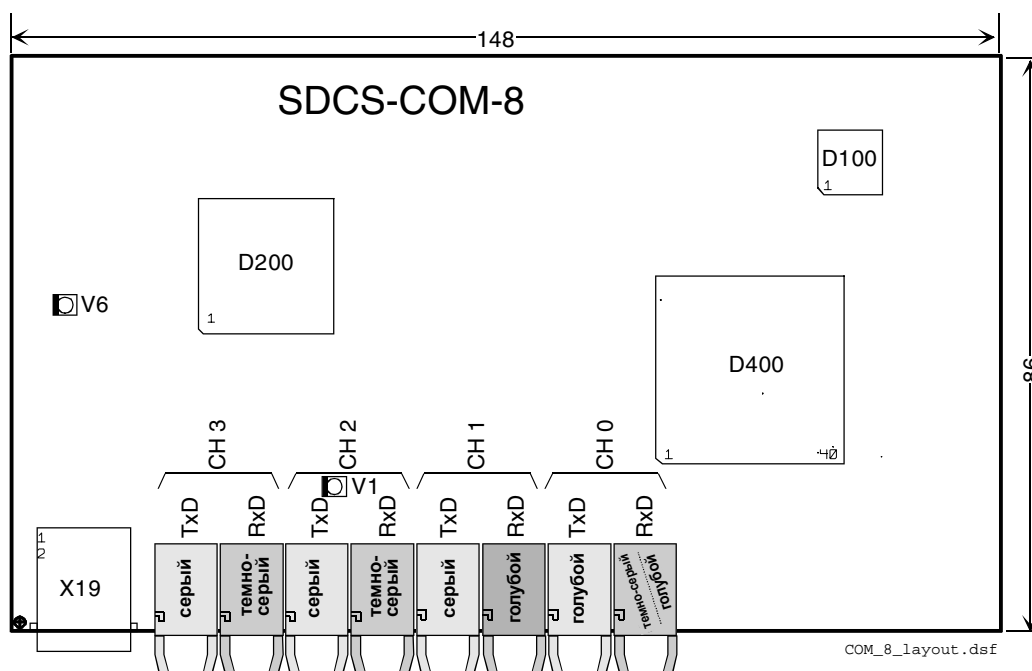 148
SDCS-COM-8
D100
1
D200
1
V6
D400
1
40
86
CH 3
CH 2
CH 1
CH 0
V1
TxD
RxD
TxD
RxD
TxD
RxD
TxD
RxD
1
2
X19
серый
темно-
серый
серый
темно-
серый
серый
голубой
голубой
темно-серый
голубой
COM_8_layout.dsf